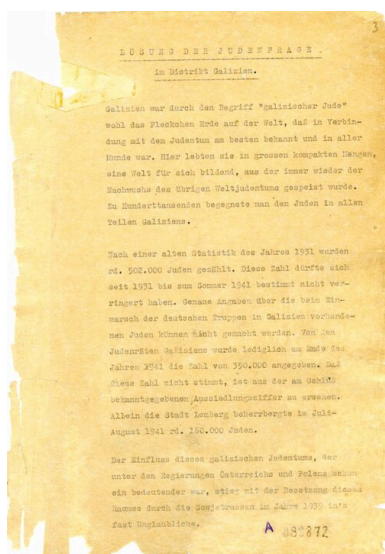 3
LÖSUNG DER JUDENFRAGE.
im Distrikt Galizien.
Galizien war durch den Begriff "galizischer Jude"
wohl das Fleckchen Erde auf der Welt, daß in Verbin-
dung mit dem Judentum am besten bekannt und in aller
Munde war. Hier lebten sie in grossen kompakten Mengen,
eine Welt für sich bildend, aus der immer wieder der
Nachwuchs des übrigen Weltjudentums gespeist wurde.
Zu Hunderttausenden begegnete man den Juden in allen
Teilen Galiziens.
Nach einer alten Statistik des Jahres 1931 wurden
rd. 502.000 Juden gezählt. Diese Zahl dürfte sich
seit 1931 bis zum Sommer 1941 bestimmt nicht ver-
ringert haben. Genaue Angaben über die beim Ein-
marsch der deutschen Truppen in Galizien vorhande-
nen Juden können nicht gemacht werden. Von den
Judenräten Galiziens wurde lediglich am Ende des
Jahres 1941 die Zahl von 350.000 angegeben. Daß
diese Zahl nicht stimmt, ist aus der am Schluß
bekanntgegebenen Aussiedlungsziffer zu ersehen.
Allein die Stadt Lemberg beherrbergte im Juli-
August 1941 rd. 160.000 Juden.
Der Einfluss dieses galizischen Judentums, der
unter den Regierungen Österreichs und Polens schon
ein bedeutender war, stieg mit der Besetzung dieses
Raumes durch die Sowjetrussen im Jahre 1939 in's
fast Unglaubliche.
A